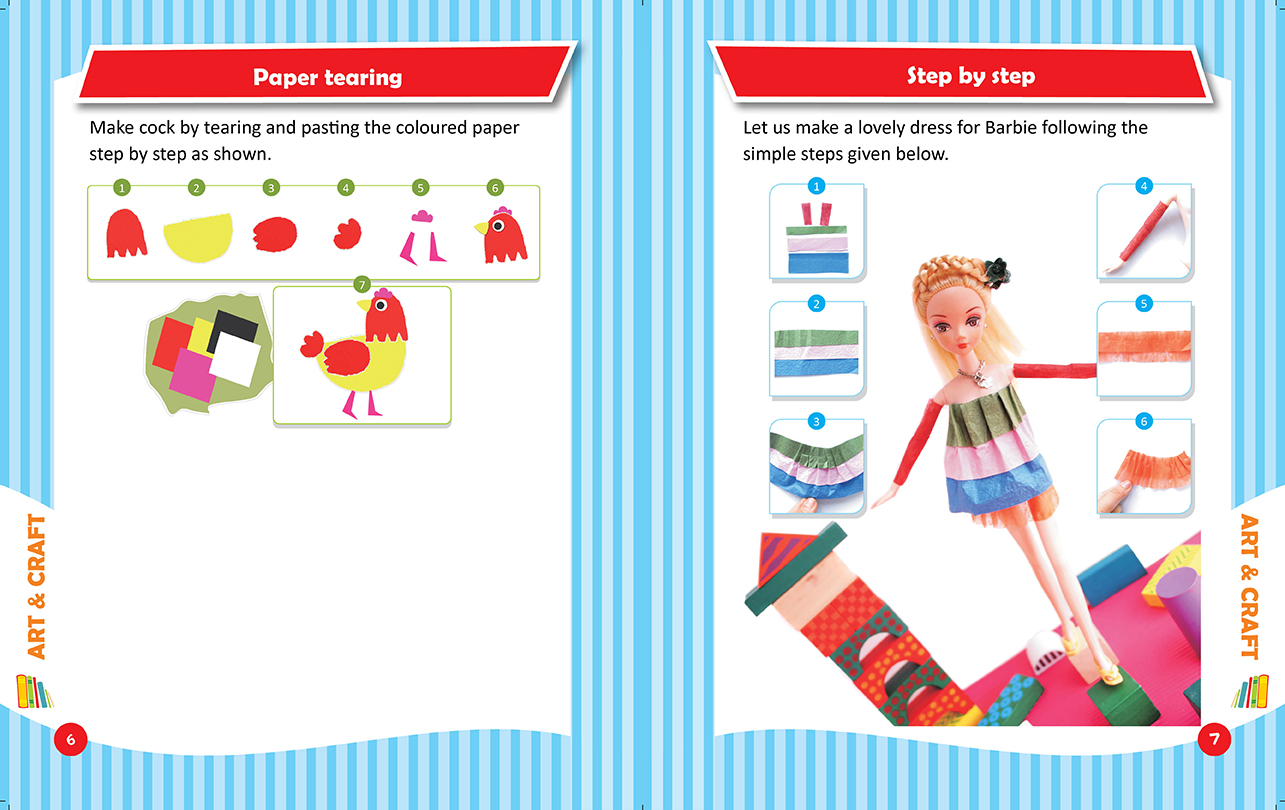 Paper tearing
Make cock by tearing and pasting the coloured paper
step by step as shown.
1
2
3
4
5
6
7
ART & CRAFT
6
Step by step
Let us make a lovely dress for Barbie following the
simple steps given below.
1
4
2
5
3
6
ART & CRAFT
7